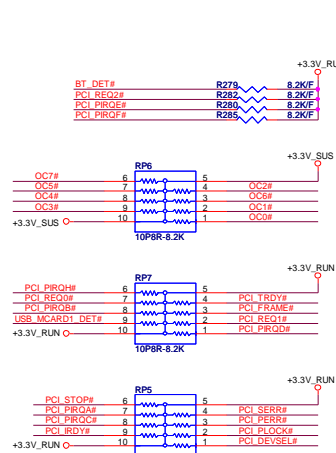 +3.3V_RU
BT_DET# R279 8.2K/F
PCI_REQ2# R282 8.2K/F
PCI_PIRQE# R280 8.2K/F
PCI_PIRQF# R285 8.2K/F
+3.3V_SUS
RP6
OC7# 6 5
OC5# 7 4 OC2#
OC4# 8 3 OC6#
OC3# 9 2 OC1#
+3.3V_SUS 10 1 OC0#
10P8R-8.2K
+3.3V_RUN
RP7
PCI_PIRQH# 6 5
PCI_REQ0# 7 4 PCI_TRDY#
PCI_PIRQB# 8 3 PCI_FRAME#
USB_MCARD1_DET# 9 2 PCI_REQ1#
+3.3V_RUN 10 1 PCI_PIRQD#
10P8R-8.2K
+3.3V_RUN
RP5
PCI_STOP# 6 5
PCI_PIRQA# 7 4 PCI_SERR#
PCI_PIRQC# 8 3 PCI_PERR#
PCI_IRDY# 9 2 PCI_PLOCK#
+3.3V_RUN 10 1 PCI_DEVSEL#